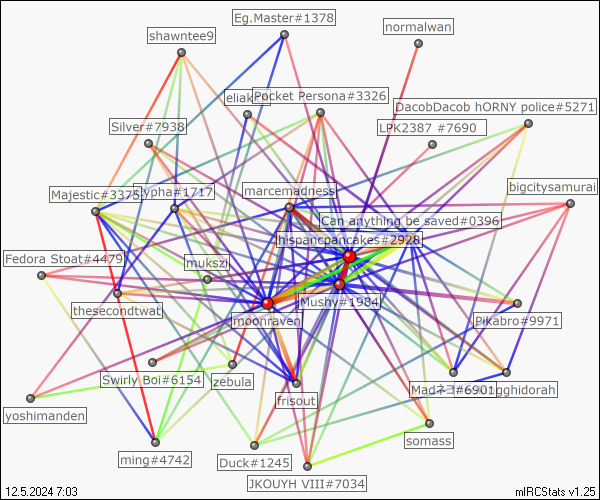 Eg.Master#1378
normalwan
shawntee9
eliak
Pocket Persona#3326
DacobDacob hORNY police#5271
Silver#7938
LPK2387 #7690
Majestic#3375
lypha#1717
marcemadness
bigcitysamurai
Can anything be saved#0396
hispancpancakes#2928
Fedora Stoat#4479
mukszi
Mushy#1984
thesecondtwat
moonraven
Pikabro#9971
Swirly Boi#6154
zebula
frisout
Madネコ#6901
gghidorah
yoshimanden
somass
ming#4742
Duck#1245
JKOUYH VIII#7034
12.5.2024 7:03
mIRCStats v1.25